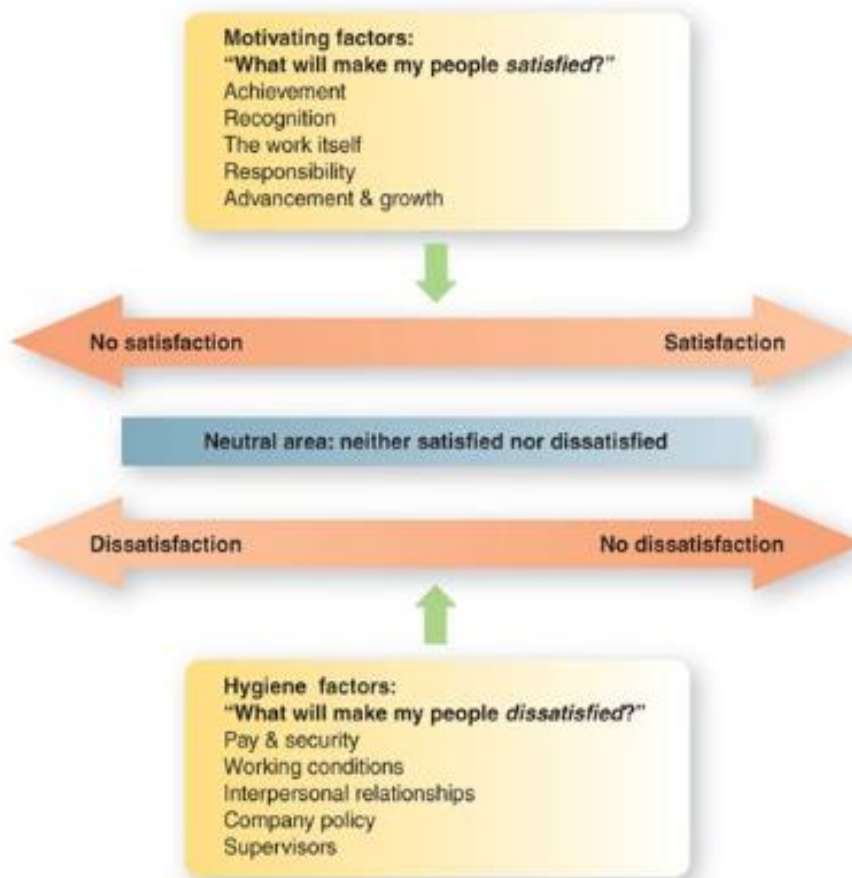 Motivating factors:
“What will make my people satisfied?”
Achievement
Recognition
The work itself
Responsibility
Advancement & growth
No satisfaction
Satisfaction
Neutral area: neither satisfied nor dissatisfied
Dissatisfaction
No dissatisfaction
Hygiene factors:
“What will make my people dissatisfied?”
Pay & security
Working conditions
Interpersonal relationships
Company policy
Supervisors